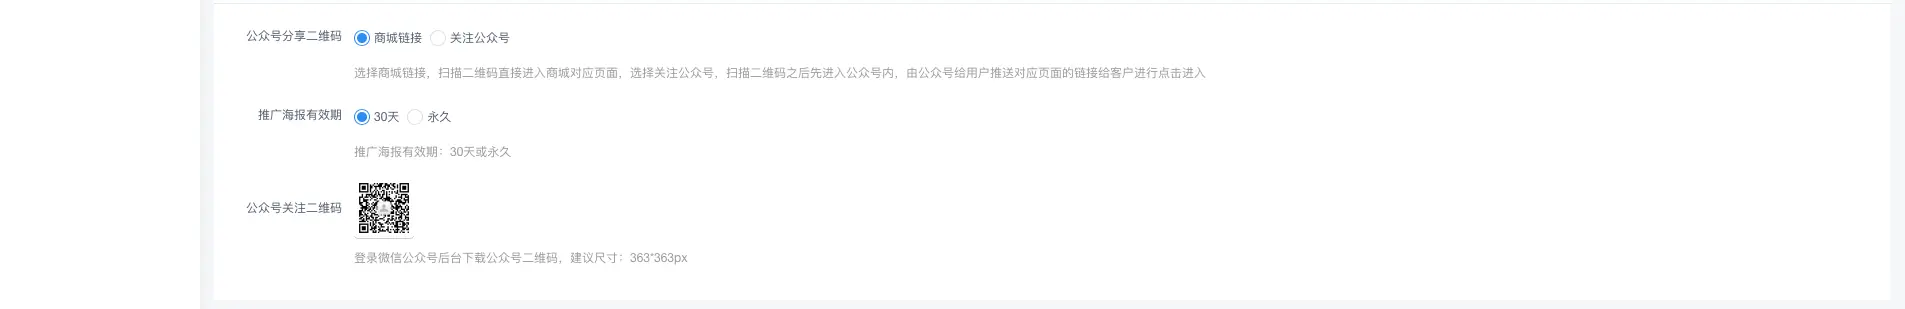 公众号分享二维码 商城链接 关注公众号
选择商城链接，扫描二维码直接进入商城对应页面，选择关注公众号，扫描二维码之后先进入公众号内，由公众号给用户推送对应页面的链接给客户进行点击进入
推广海报有效期 30天 永久
推广海报有效期：30天或永久
公众号关注二维码
登录微信公众号后台下载公众号二维码，建议尺寸：363*363px